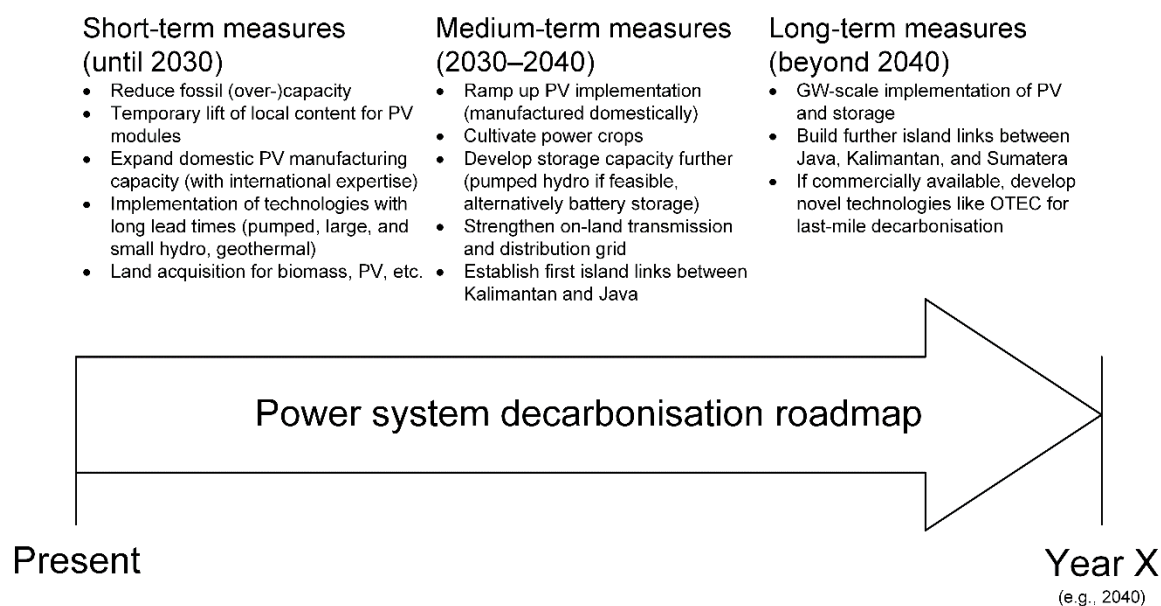 Short-term measures
(until 2030)
• Reduce fossil (over-)capacity
• Temporary lift of local content for PV
modules
• Expand domestic PV manufacturing
capacity (with international expertise)
• Implementation of technologies with
long lead times (pumped, large, and
small hydro, geothermal)
• Land acquisition for biomass, PV, etc.
Medium-term measures
(2030–2040)
• Ramp up PV implementation
(manufactured domestically)
• Cultivate power crops
• Develop storage capacity further
(pumped hydro if feasible,
alternatively battery storage)
• Strengthen on-land transmission
and distribution grid
• Establish first island links between
Kalimantan and Java
Long-term measures
(beyond 2040)
• GW-scale implementation of PV
and storage
• Build further island links between
Java, Kalimantan, and Sumatera
• If commercially available, develop
novel technologies like OTEC for
last-mile decarbonisation
Power system decarbonisation roadmap
Present
Year X
(e.g., 2040)